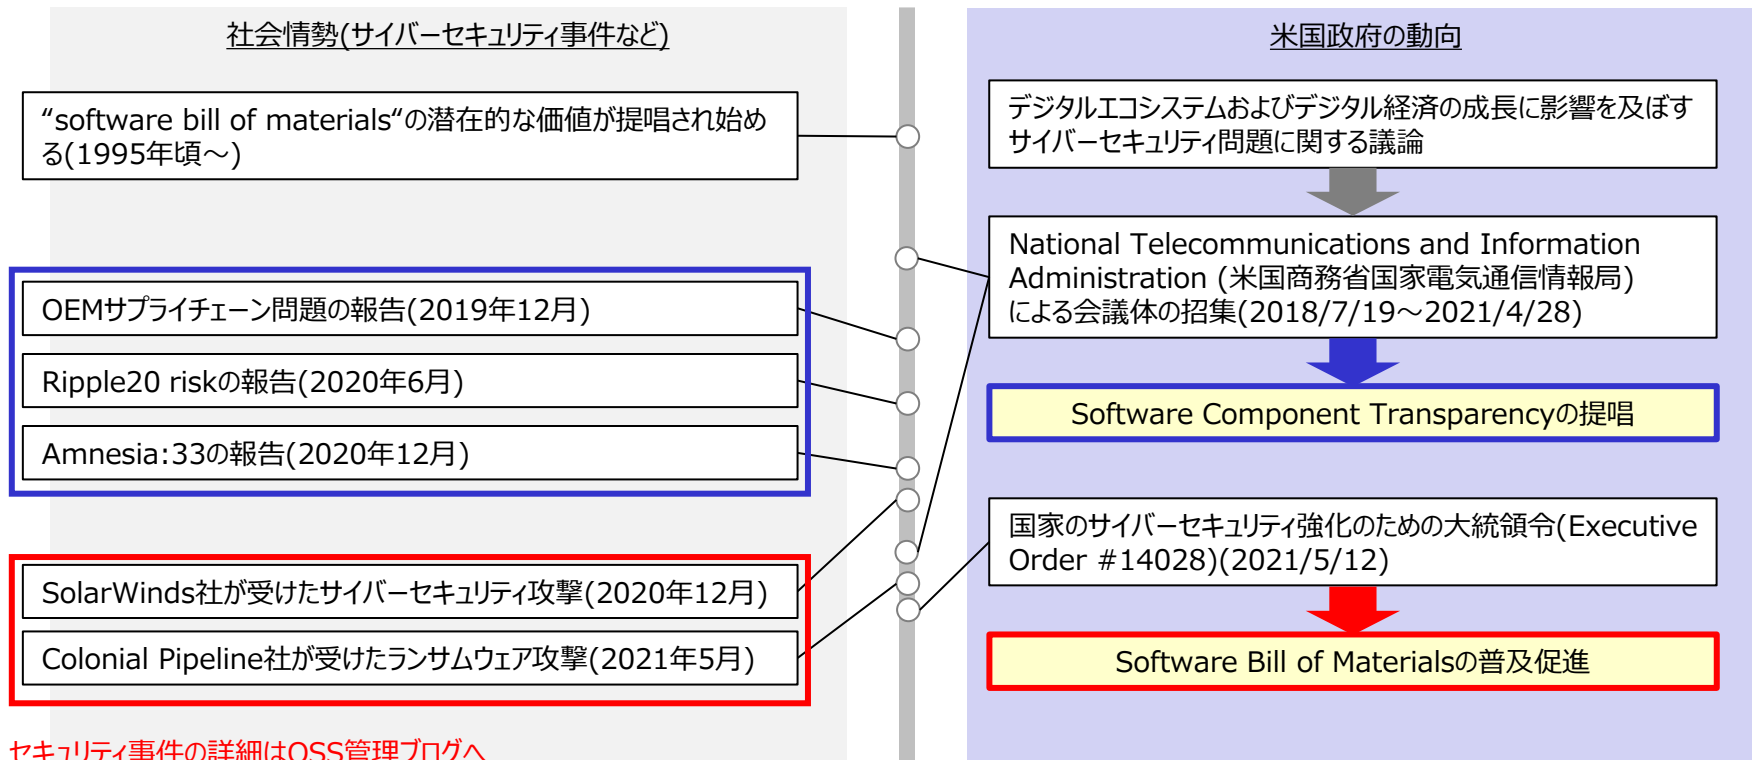 社会情勢(サイバーセキュリティ事件など)
“software bill of materials“の潜在的な価値が提唱され始め
る(1995年頃～)
OEMサプライチェーン問題の報告(2019年12月)
Ripple20 riskの報告(2020年6月)
Amnesia:33の報告(2020年12月)
SolarWinds社が受けたサイバーセキュリティ攻撃(2020年12月)
Colonial Pipeline社が受けたランサムウェア攻撃(2021年5月)
セキュリティ事件の詳細はOSS管理ブログへ
米国政府の動向
デジタルエコシステムおよびデジタル経済の成長に影響を及ぼす
サイバーセキュリティ問題に関する議論
National Telecommunications and Information
Administration (米国商務省国家電気通信情報局)
による会議体の招集(2018/7/19～2021/4/28)
Software Component Transparencyの提唱
国家のサイバーセキュリティ強化のための大統領令(Executive
Order #14028)(2021/5/12)
Software Bill of Materialsの普及促進